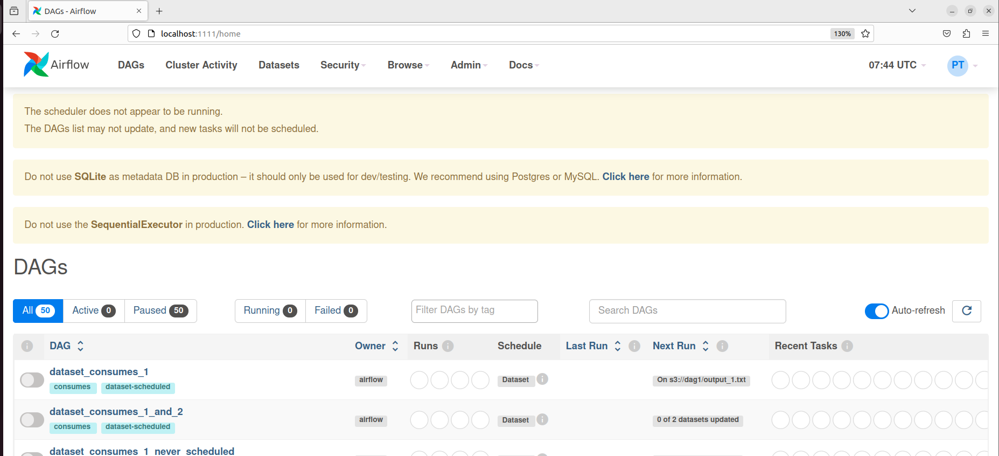 DAGs - Airflow
localhost:1111/home
130%
Airflow
DAGs
Cluster Activity
Datasets
Security
Browse
Admin
Docs
07:44 UTC
PT
The scheduler does not appear to be running.
The DAGs list may not update, and new tasks will not be scheduled.
Do not use SQLite as metadata DB in production – it should only be used for dev/testing. We recommend using Postgres or MySQL. Click here for more information.
Do not use the SequentialExecutor in production. Click here for more information.
DAGs
All 50
Active 0
Paused 50
Running 0
Failed 0
Filter DAGs by tag
Search DAGs
Auto-refresh
DAG
Owner
Runs
Schedule
Last Run
Next Run
Recent Tasks
dataset_consumes_1
consumes
dataset-scheduled
airflow
Dataset
On s3://dag1/output_1.txt
dataset_consumes_1_and_2
consumes
dataset-scheduled
airflow
Dataset
0 of 2 datasets updated
dataset_consumes_1_never_scheduled